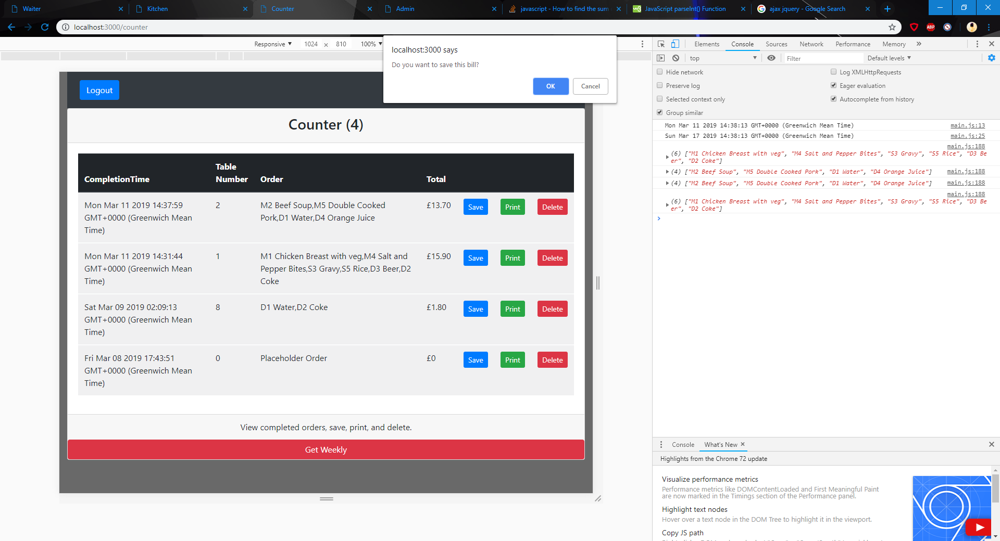 Waiter
Kitchen
Counter
Admin
javascript - How to find the sum
JavaScript parseInt() Function
ajax jquery - Google Search
localhost:3000/counter
ABP
Responsive
1024 x 810
100%
localhost:3000 says
Do you want to save this bill?
OK
Cancel
Logout
Counter (4)
CompletionTime
Table Number
Order
Total
Mon Mar 11 2019 14:37:59
GMT+0000 (Greenwich Mean
Time)
2
M2 Beef Soup,M5 Double Cooked
Pork,D1 Water,D4 Orange Juice
£13.70
Save
Print
Delete
Mon Mar 11 2019 14:31:44
GMT+0000 (Greenwich Mean
Time)
1
M1 Chicken Breast with veg,M4 Salt and
Pepper Bites,S3 Gravy,S5 Rice,D3 Beer,D2
Coke
£15.90
Save
Print
Delete
Sat Mar 09 2019 02:09:13
GMT+0000 (Greenwich Mean
Time)
8
D1 Water,D2 Coke
£1.80
Save
Print
Delete
Fri Mar 08 2019 17:43:51
GMT+0000 (Greenwich Mean
Time)
0
Placeholder Order
£0
Save
Print
Delete
View completed orders, save, print, and delete.
Get Weekly
Elements
Console
Sources
Network
Performance
Memory
top
Filter
Default levels
Hide network
Log XMLHttpRequests
Preserve log
Eager evaluation
Selected context only
Autocomplete from history
Group similar
Mon Mar 11 2019 14:38:13 GMT+0000 (Greenwich Mean Time) main.js:13
Sun Mar 17 2019 14:38:13 GMT+0000 (Greenwich Mean Time) main.js:25
main.js:188
(6) ["M1 Chicken Breast with veg", "M4 Salt and Pepper Bites", "S3 Gravy", "S5 Rice", "D3 Be
er", "D2 Coke"]
(4) ["M2 Beef Soup", "M5 Double Cooked Pork", "D1 Water", "D4 Orange Juice"] main.js:188
(4) ["M2 Beef Soup", "M5 Double Cooked Pork", "D1 Water", "D4 Orange Juice"] main.js:188
main.js:188
(6) ["M1 Chicken Breast with veg", "M4 Salt and Pepper Bites", "S3 Gravy", "S5 Rice", "D3 Be
er", "D2 Coke"]
Console
What's New
Highlights from the Chrome 72 update
Visualize performance metrics
Performance metrics like DOMContentLoaded and First Meaningful Paint
are now marked in the Timings section of the Performance panel.
Highlight text nodes
Hover over a text node in the DOM Tree to highlight it in the viewport.
Copy JS path